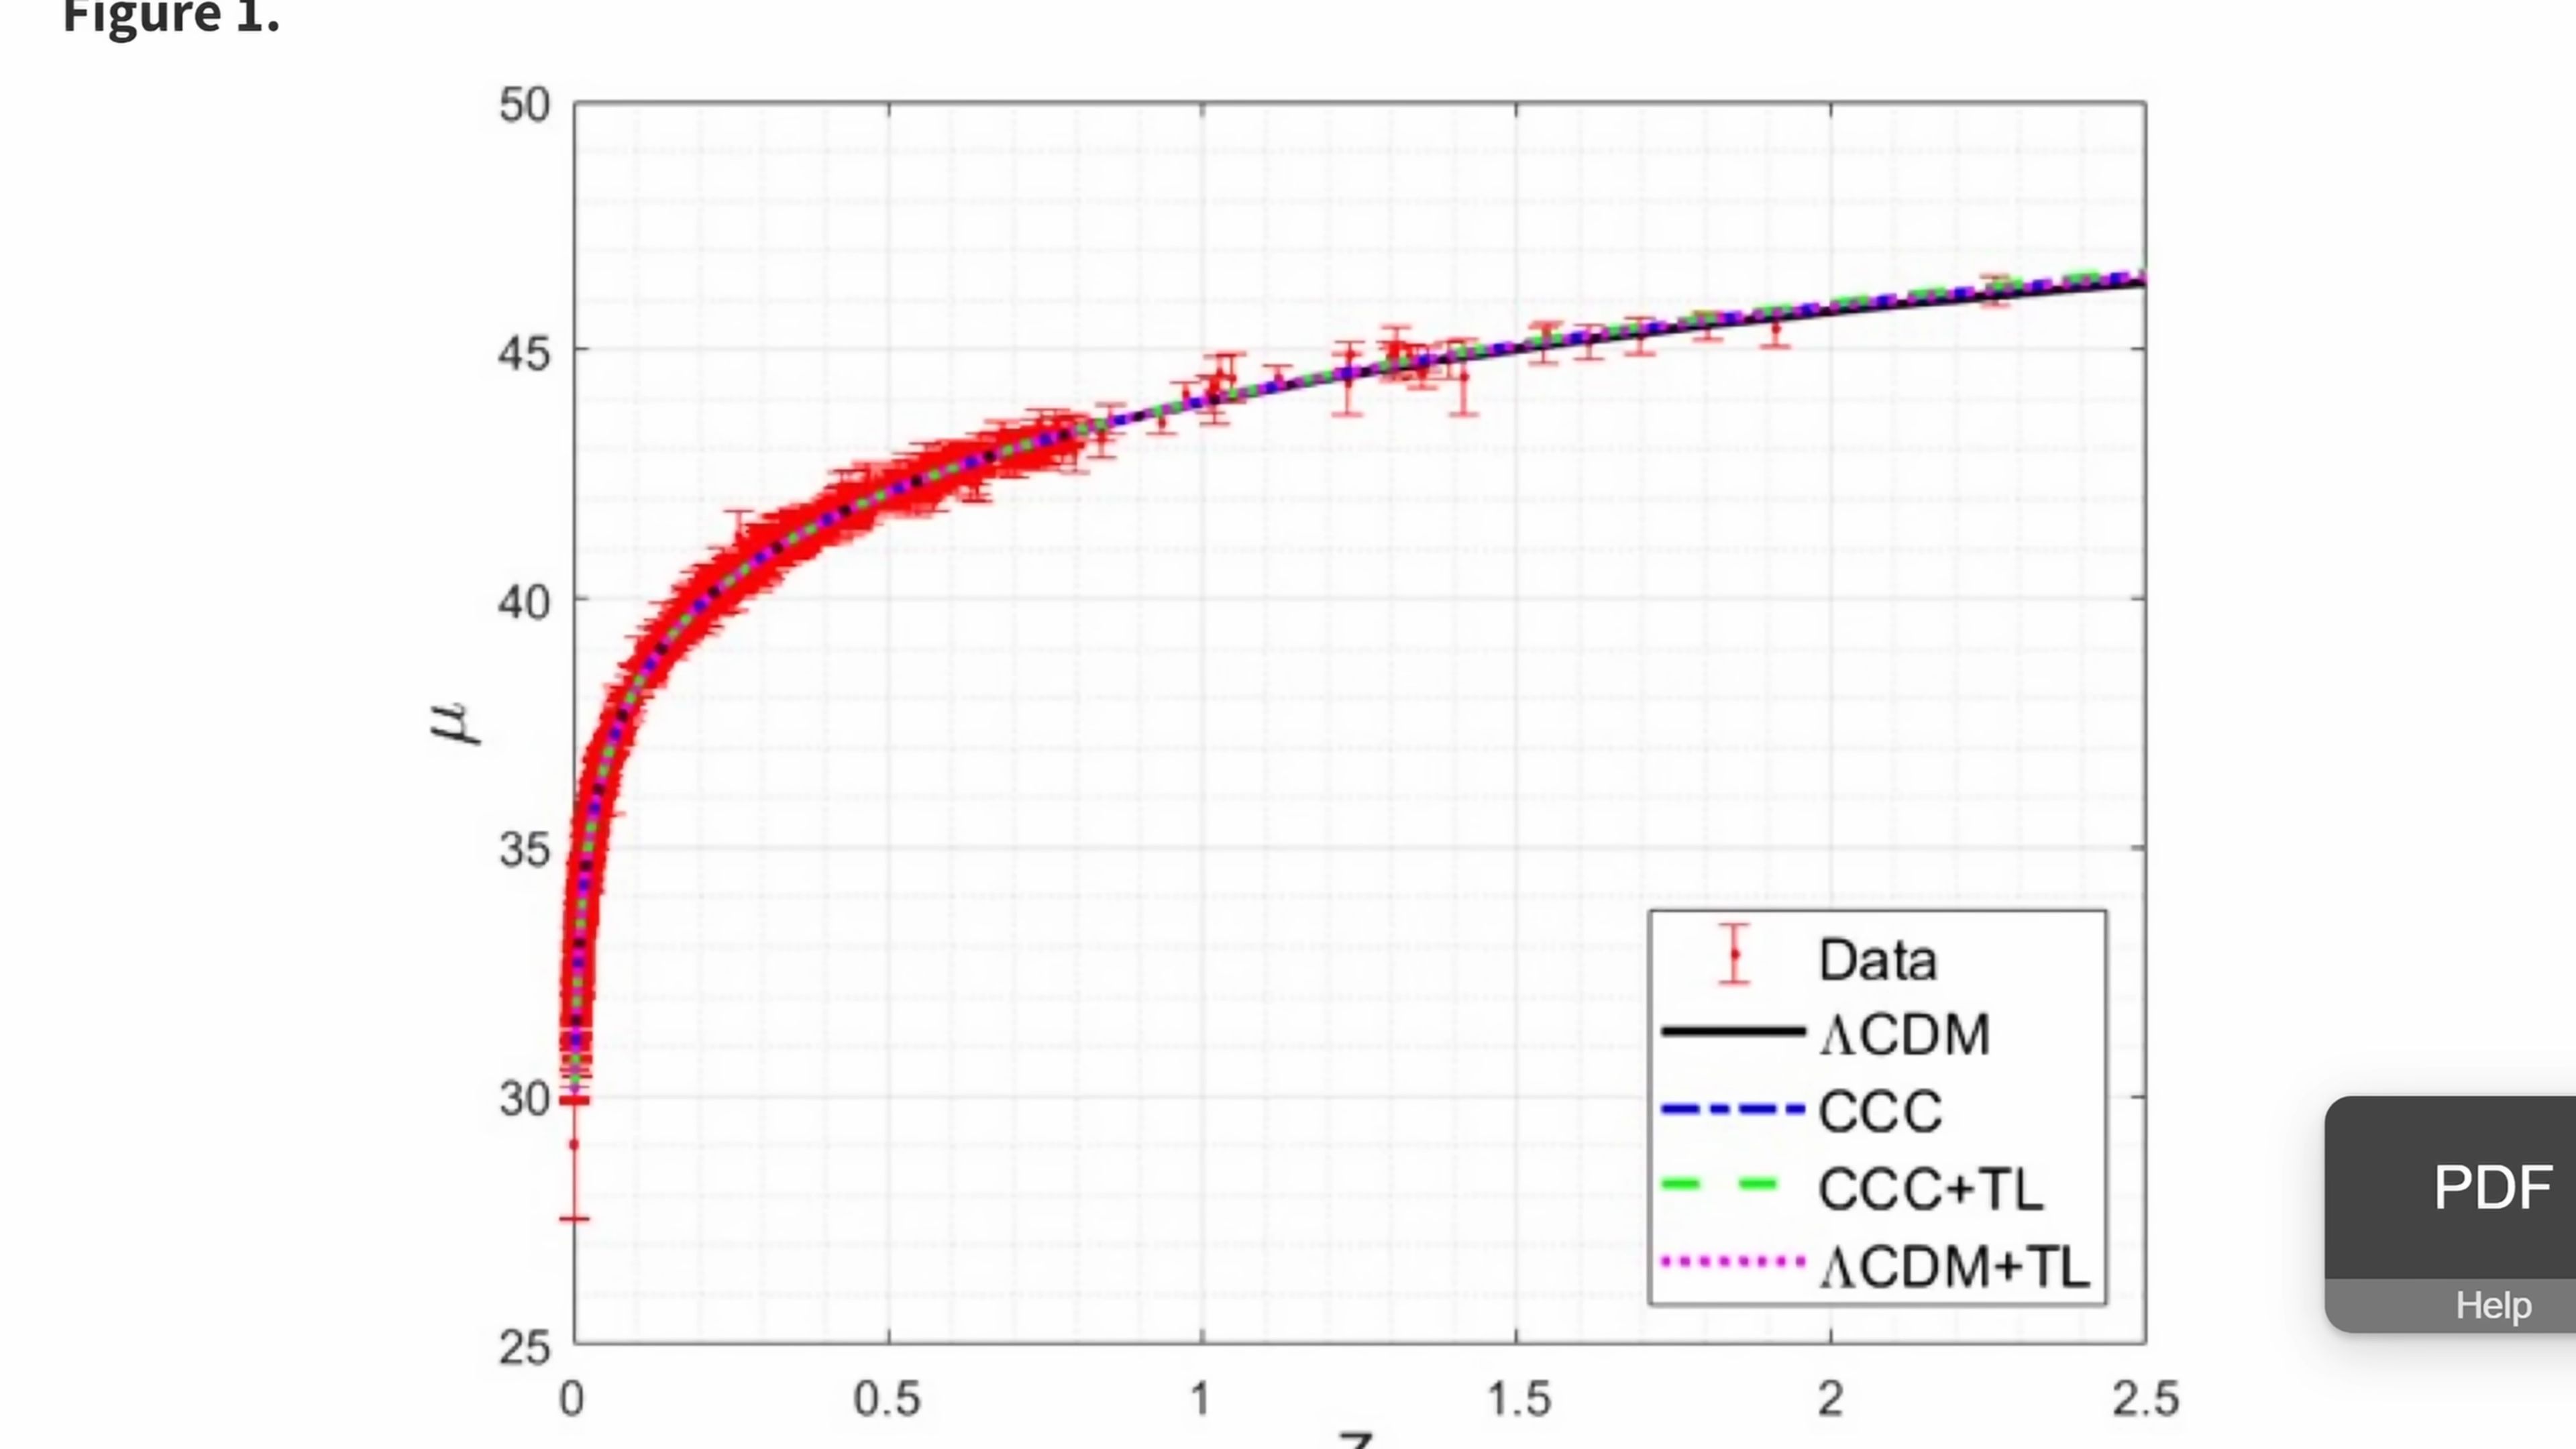 Figure 1.
50
45
40
35
30
25
μ
0 0.5 1 1.5 2 2.5
z
Data
ΛCDM
CCC
CCC+TL
ΛCDM+TL
PDF
Help